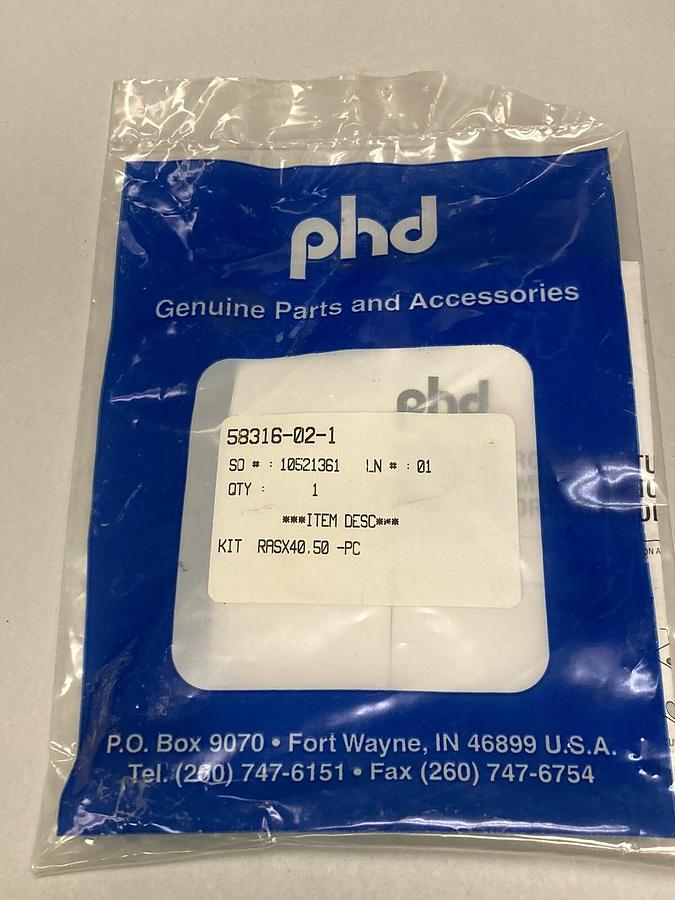 phd
Genuine Parts and Accessories
phd
58316-02-1
SO # : 10521361 LN # : 01
QTY : 1
***ITEM DESC***
KIT RASX40,50 -PC
P.O. Box 9070 • Fort Wayne, IN 46899 U.S.A.
Tel. (260) 747-6151 • Fax (260) 747-6754